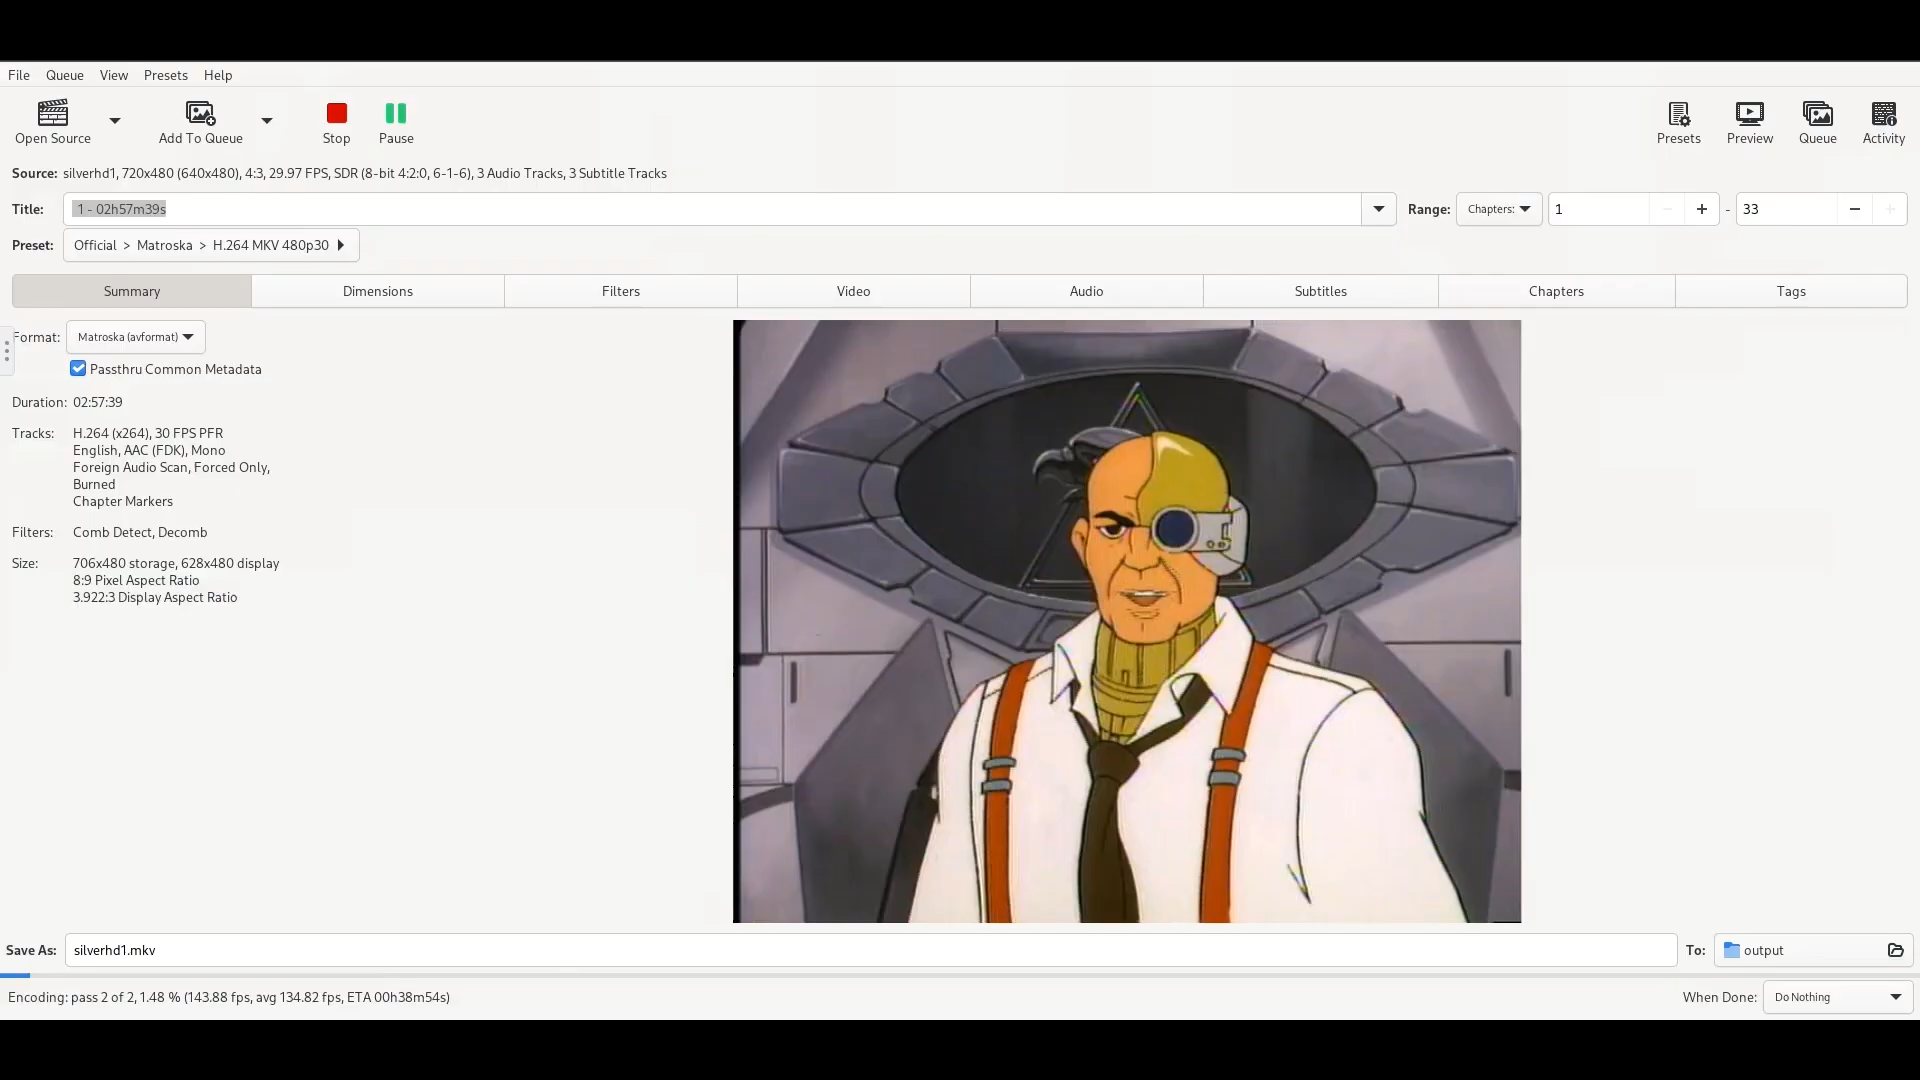 File Queue View Presets Help
Open Source Add To Queue Stop Pause Presets Preview Queue Activity
Source: silverhd1, 720x480 (640x480), 4:3, 29.97 FPS, SDR (8-bit 4:2:0, 6-1-6), 3 Audio Tracks, 3 Subtitle Tracks
Title: 1 - 02h57m39s Range: Chapters: 1 - 33
Preset: Official > Matroska > H.264 MKV 480p30
Summary Dimensions Filters Video Audio Subtitles Chapters Tags
Format: Matroska (avformat)
Passthru Common Metadata
Duration: 02:57:39
Tracks: H.264 (x264), 30 FPS PFR
English, AAC (FDK), Mono
Foreign Audio Scan, Forced Only,
Burned
Chapter Markers
Filters: Comb Detect, Decomb
Size: 706x480 storage, 628x480 display
8:9 Pixel Aspect Ratio
3.922:3 Display Aspect Ratio
Save As: silverhd1.mkv To: output
Encoding: pass 2 of 2, 1.48 % (143.88 fps, avg 134.82 fps, ETA 00h38m54s) When Done: Do Nothing